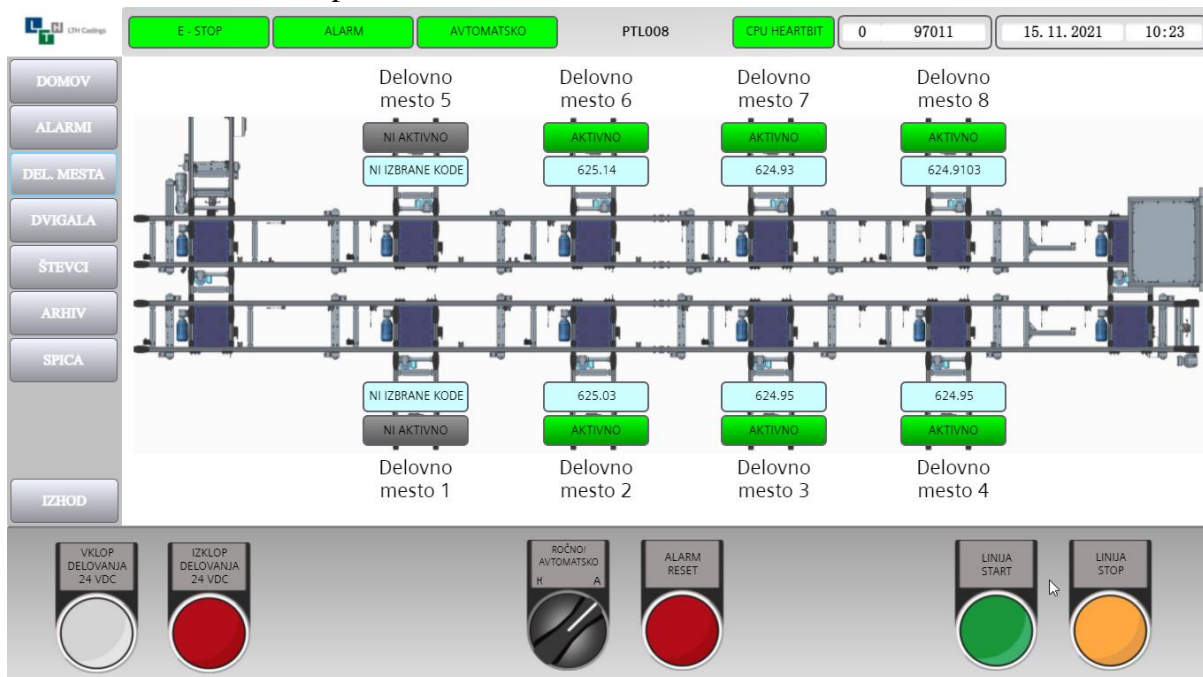 LTH
LTH Castings
E - STOP
ALARM
AVTOMATSKO
PTL008
CPU HEARTBIT
0
97011
15. 11. 2021
10:23
DOMOV
ALARMI
DEL. MESTA
DVIGALA
ŠTEVCI
ARHIV
SPICA
IZHOD
Delovno
mesto 5
Delovno
mesto 6
Delovno
mesto 7
Delovno
mesto 8
NI AKTIVNO
AKTIVNO
AKTIVNO
AKTIVNO
NI IZBRANE KODE
625.14
624.93
624.9103
NI IZBRANE KODE
625.03
624.95
624.95
NI AKTIVNO
AKTIVNO
AKTIVNO
AKTIVNO
Delovno
mesto 1
Delovno
mesto 2
Delovno
mesto 3
Delovno
mesto 4
VKLOP
DELOVANJA
24 VDC
IZKLOP
DELOVANJA
24 VDC
ROČNO/
AVTOMATSKO
R A
ALARM
RESET
LINIJA
START
LINIJA
STOP